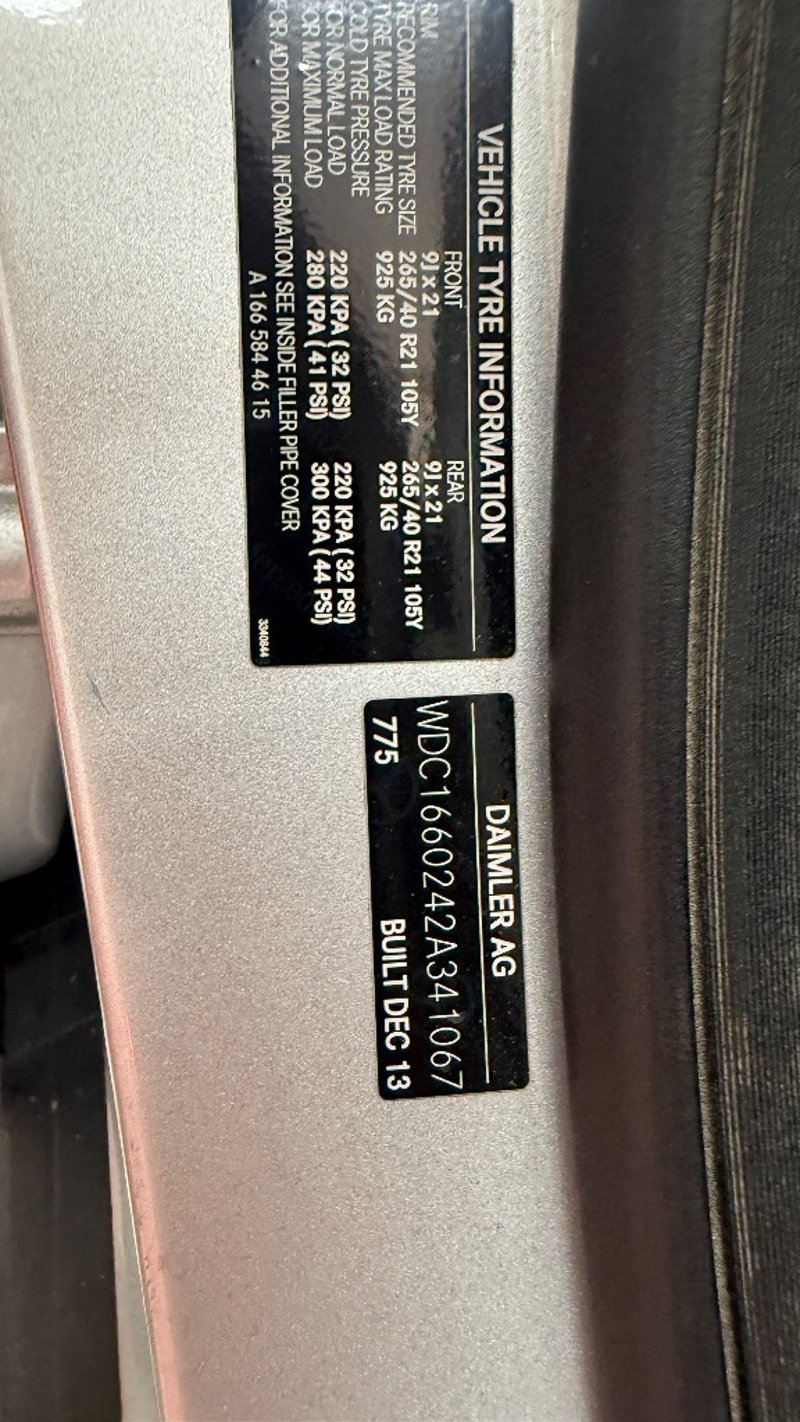 VEHICLE TYRE INFORMATION
FRONT REAR
RIM 9J x 21 9J x 21
RECOMMENDED TYRE SIZE 265/40 R21 105Y 265/40 R21 105Y
TYRE MAX LOAD RATING 925 KG 925 KG
COLD TYRE PRESSURE
FOR NORMAL LOAD 220 KPA ( 32 PSI) 220 KPA ( 32 PSI)
FOR MAXIMUM LOAD 280 KPA ( 41 PSI) 300 KPA ( 44 PSI)
FOR ADDITIONAL INFORMATION SEE INSIDE FILLER PIPE COVER
A 166 584 46 15
3340844
DAIMLER AG
WDC1660242A341067
775 BUILT DEC 13